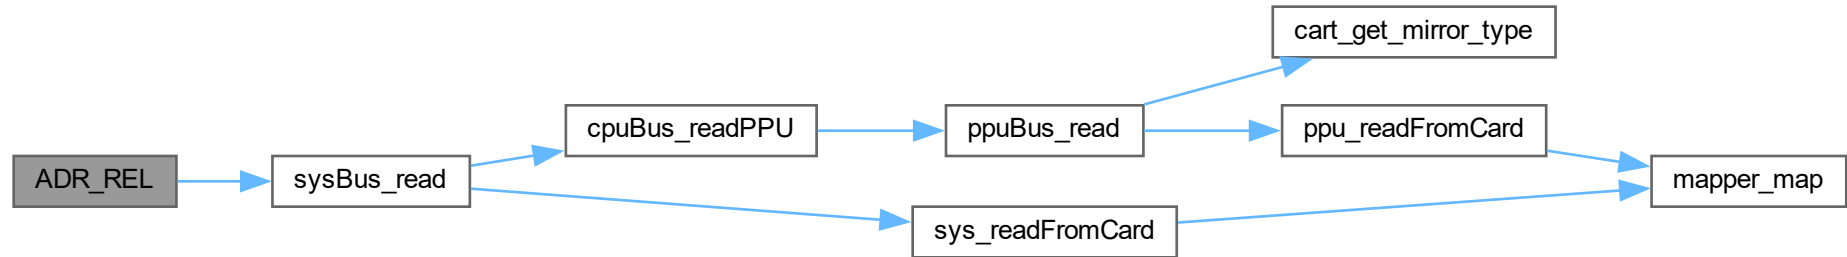 ADR_REL
sysBus_read
cpuBus_readPPU
sys_readFromCard
ppuBus_read
cart_get_mirror_type
ppu_readFromCard
mapper_map